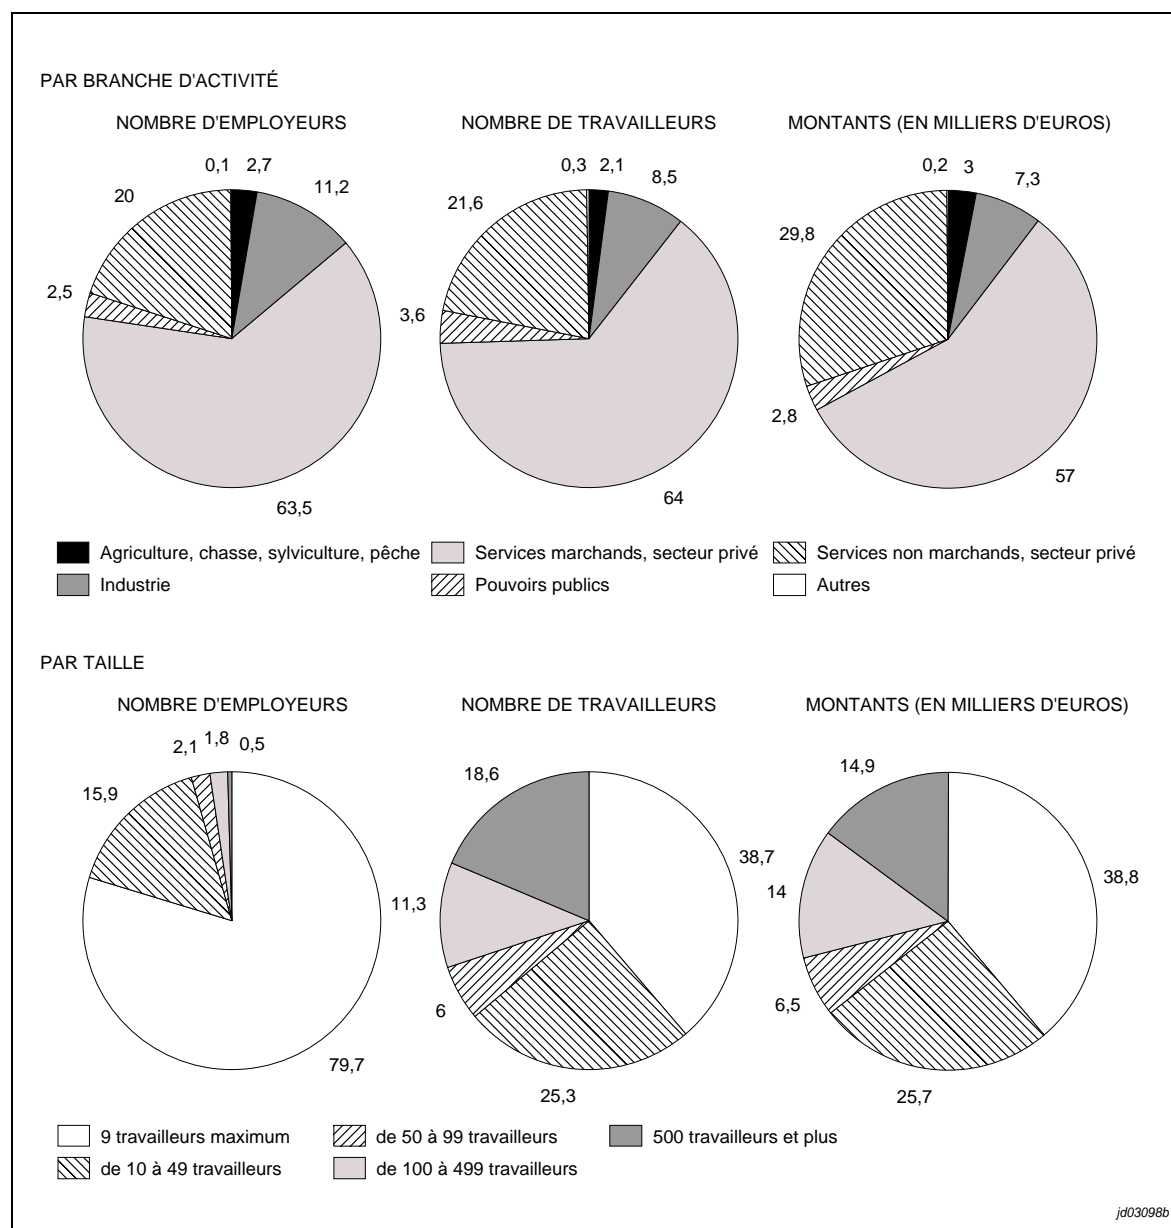 PAR BRANCHE D'ACTIVITÉ
NOMBRE D'EMPLOYEURS
NOMBRE DE TRAVAILLEURS
MONTANTS (EN MILLIERS D'EUROS)
0,1 2,7
11,2
20
2,5
63,5
0,3 2,1
8,5
21,6
3,6
64
0,2 3
7,3
29,8
2,8
57
Agriculture, chasse, sylviculture, pêche
Services marchands, secteur privé
Services non marchands, secteur privé
Industrie
Pouvoirs publics
Autres
PAR TAILLE
NOMBRE D'EMPLOYEURS
NOMBRE DE TRAVAILLEURS
MONTANTS (EN MILLIERS D'EUROS)
2,1 1,8 0,5
15,9
79,7
18,6
38,7
11,3
6
25,3
14,9
38,8
14
6,5
25,7
9 travailleurs maximum
de 50 à 99 travailleurs
500 travailleurs et plus
de 10 à 49 travailleurs
de 100 à 499 travailleurs
jd03098b